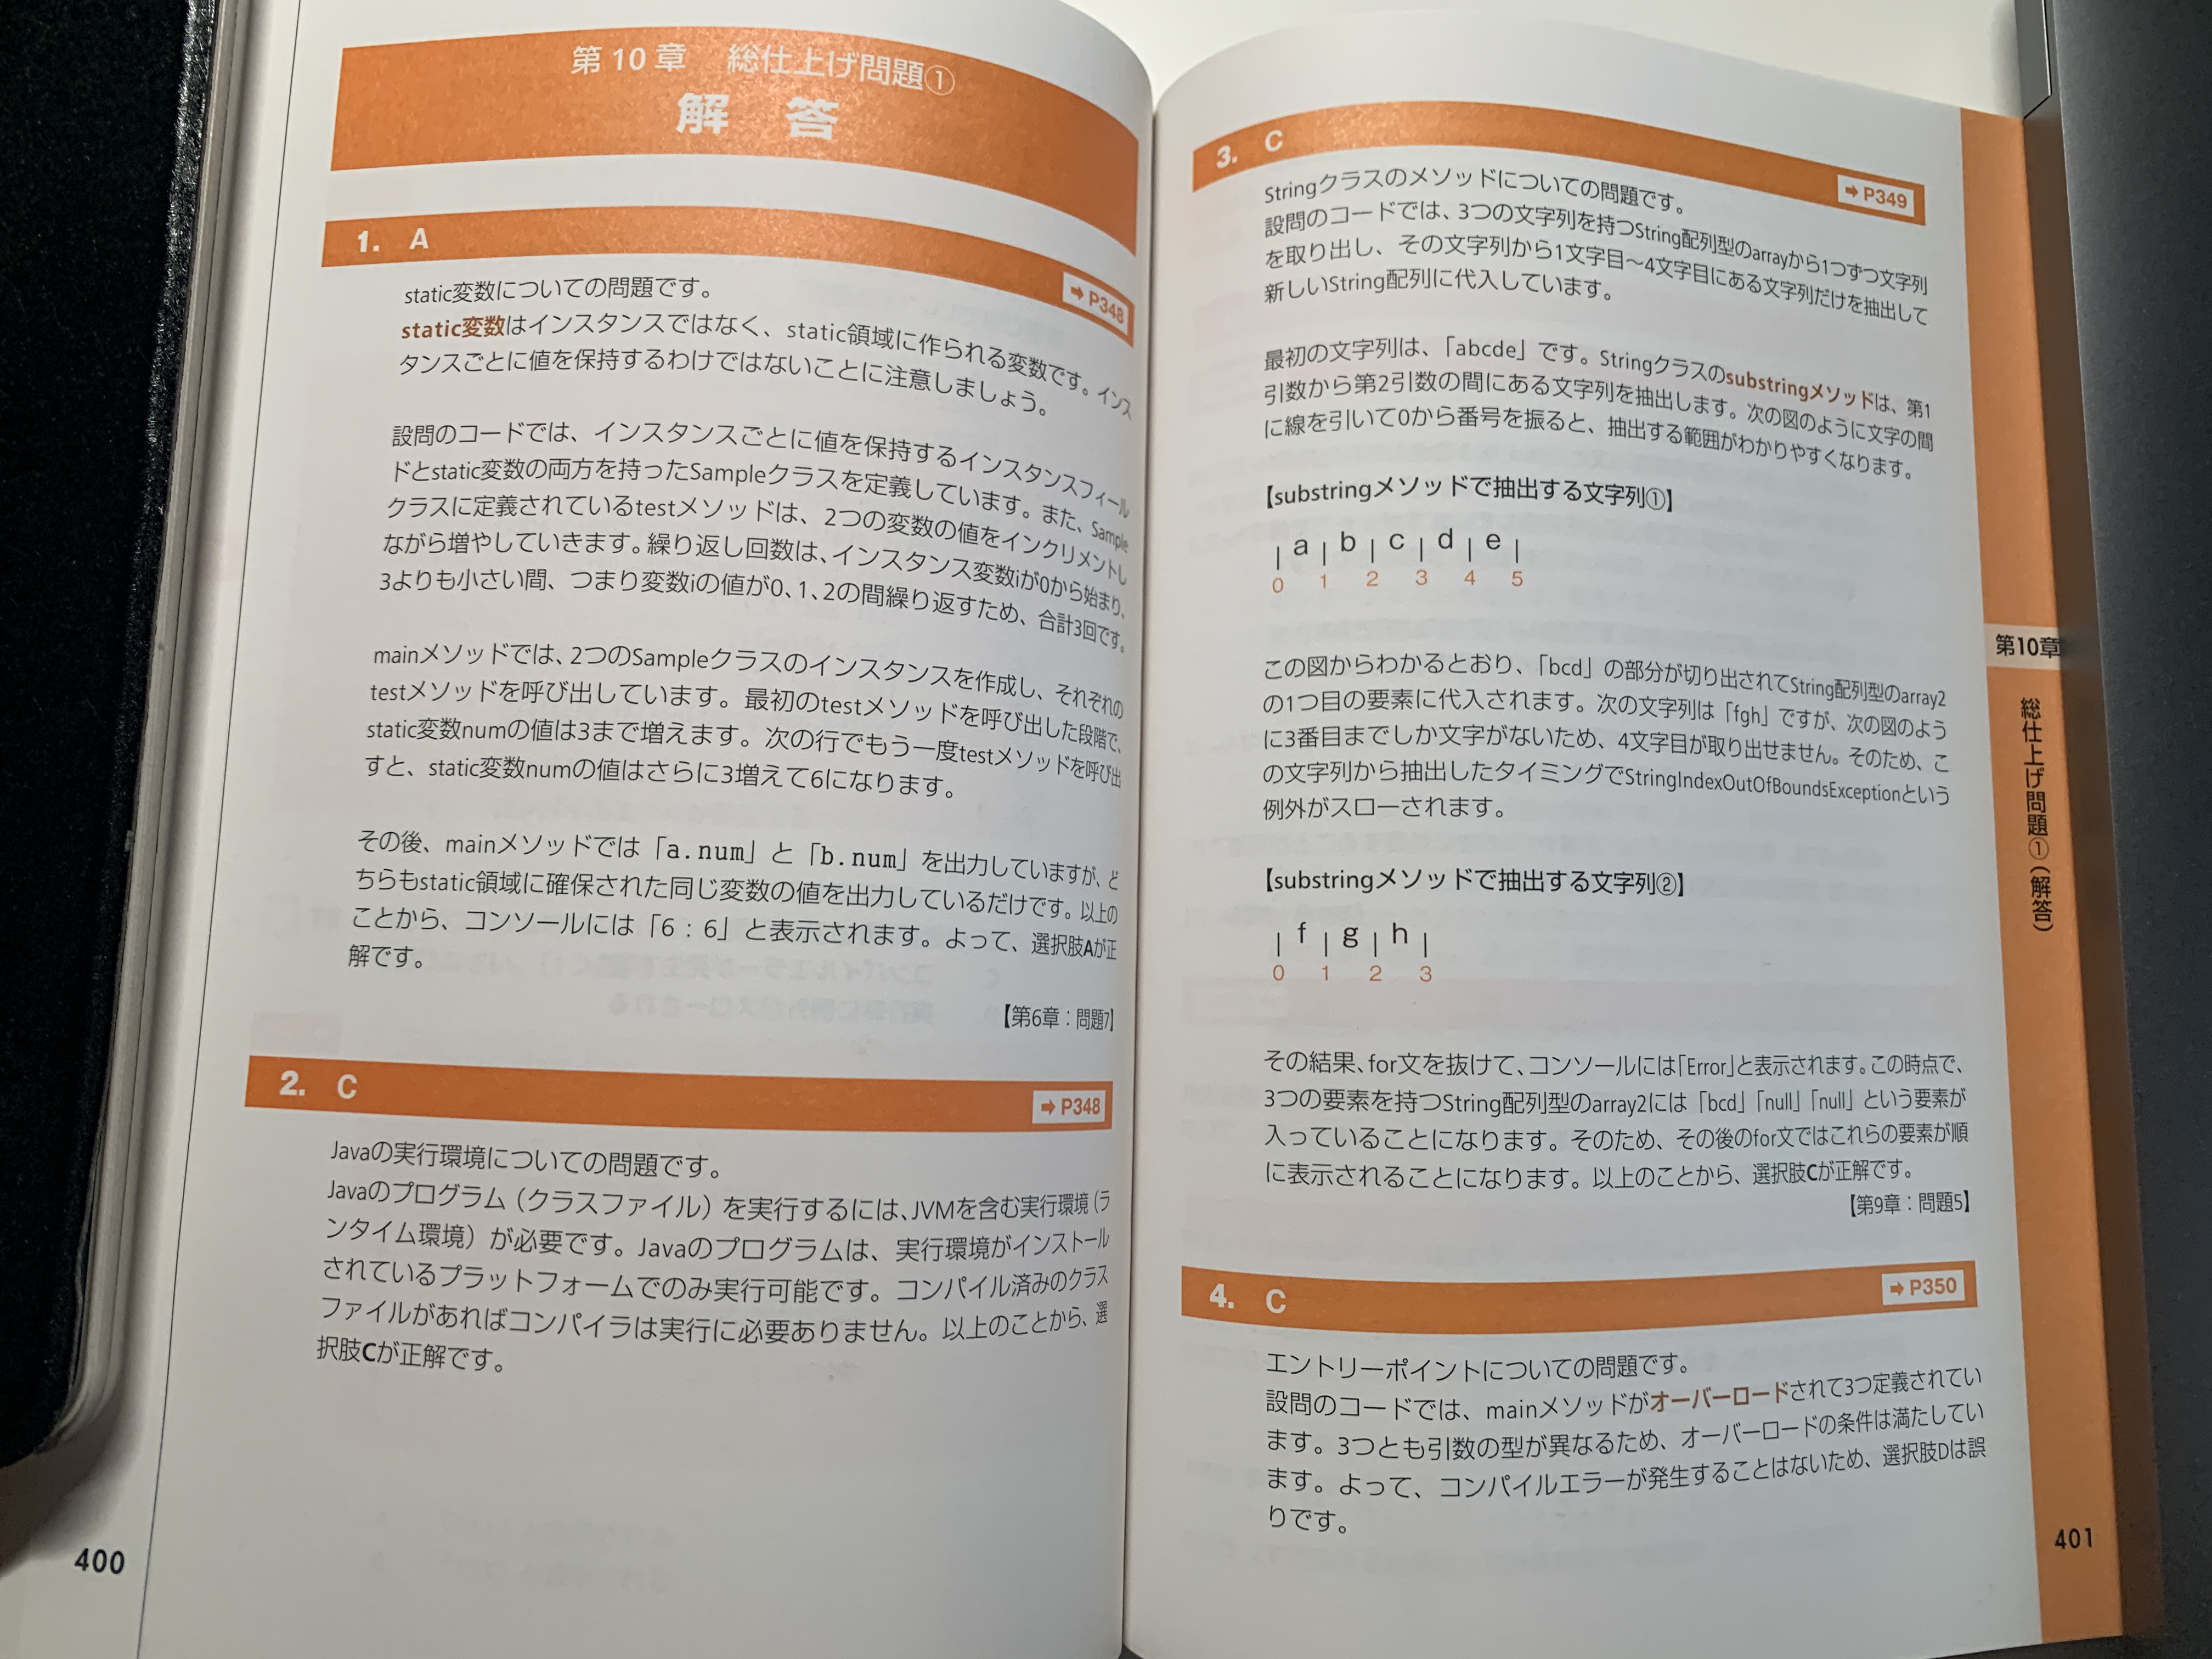 第10章 総仕上げ問題①
解 答
1. A
➡P348
static変数についての問題です。
static変数はインスタンスではなく、static領域に作られる変数です。インス
タンスごとに値を保持するわけではないことに注意しましょう。
設問のコードでは、インスタンスごとに値を保持するインスタンスフィール
ドとstatic変数の両方を持ったSampleクラスを定義しています。また、Sample
クラスに定義されているtestメソッドは、2つの変数の値をインクリメントし
ながら増やしていきます。繰り返し回数は、インスタンス変数iが0から始まり、
3よりも小さい間、つまり変数iの値が0、1、2の間繰り返すため、合計3回です。
mainメソッドでは、2つのSampleクラスのインスタンスを作成し、それぞれの
testメソッドを呼び出しています。最初のtestメソッドを呼び出した段階で、
static変数numの値は3まで増えます。次の行でもう一度testメソッドを呼び出
すと、static変数numの値はさらに3増えて6になります。
その後、mainメソッドでは「a.num」と「b.num」を出力していますが、ど
ちらもstatic領域に確保された同じ変数の値を出力しているだけです。以上の
ことから、コンソールには「6：6」と表示されます。よって、選択肢Aが正
解です。
【第6章：問題7】
2. C
➡P348
Javaの実行環境についての問題です。
Javaのプログラム（クラスファイル）を実行するには、JVMを含む実行環境（ラ
ンタイム環境）が必要です。Javaのプログラムは、実行環境がインストール
されているプラットフォームでのみ実行可能です。コンパイル済みのクラス
ファイルがあればコンパイラは実行に必要ありません。以上のことから、選
択肢Cが正解です。
400
3. C
➡P349
Stringクラスのメソッドについての問題です。
設問のコードでは、3つの文字列を持つString配列型のarrayから1つずつ文字列
を取り出し、その文字列から1文字目～4文字目にある文字列だけを抽出して
新しいString配列に代入しています。
最初の文字列は、「abcde」です。Stringクラスのsubstringメソッドは、第1
引数から第2引数の間にある文字列を抽出します。次の図のように文字の間
に線を引いて0から番号を振ると、抽出する範囲がわかりやすくなります。
【substringメソッドで抽出する文字列①】
| a | b | c | d | e |
0 1 2 3 4 5
この図からわかるとおり、「bcd」の部分が切り出されてString配列型のarray2
の1つ目の要素に代入されます。次の文字列は「fgh」ですが、次の図のよう
に3番目までしか文字がないため、4文字目が取り出せません。そのため、こ
の文字列から抽出したタイミングでStringIndexOutOfBoundsExceptionという
例外がスローされます。
【substringメソッドで抽出する文字列②】
| f | g | h |
0 1 2 3
その結果、for文を抜けて、コンソールには「Error」と表示されます。この時点で、
3つの要素を持つString配列型のarray2には「bcd」「null」「null」という要素が
入っていることになります。そのため、その後のfor文ではこれらの要素が順
に表示されることになります。以上のことから、選択肢Cが正解です。
【第9章：問題5】
4. C
➡P350
エントリーポイントについての問題です。
設問のコードでは、mainメソッドがオーバーロードされて3つ定義されてい
ます。3つとも引数の型が異なるため、オーバーロードの条件は満たしてい
ます。よって、コンパイルエラーが発生することはないため、選択肢Dは誤
りです。
第10章
総仕上げ問題①（解答）
401